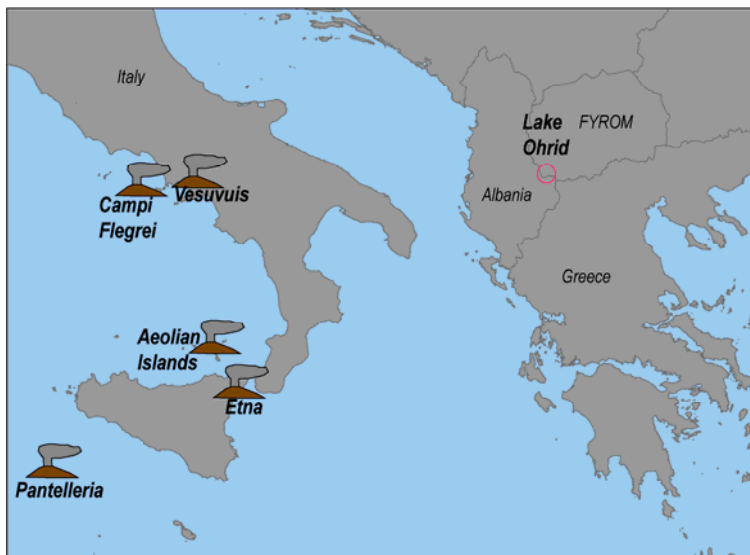 Italy
Lake
Ohrid
FYROM
Campi
Flegrei
Vesuvuis
Albania
Greece
Aeolian
Islands
Etna
Pantelleria